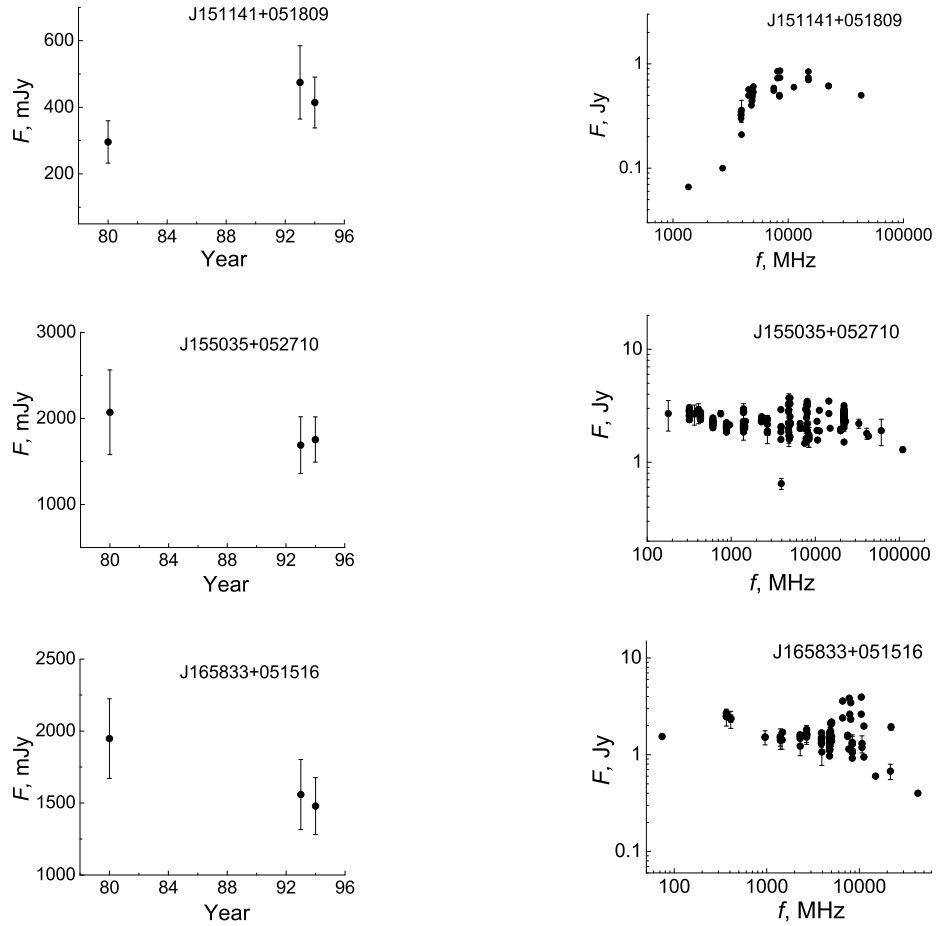 J151141+051809
600
400
200
F, mJy
80 84 88 92 96
Year
J151141+051809
1
0.1
F, Jy
1000 10000 100000
f, MHz
J155035+052710
3000
2000
1000
F, mJy
80 84 88 92 96
Year
J155035+052710
10
1
F, Jy
100 1000 10000 100000
f, MHz
J165833+051516
2500
2000
1500
1000
F, mJy
80 84 88 92 96
Year
J165833+051516
10
1
0.1
F, Jy
100 1000 10000
f, MHz